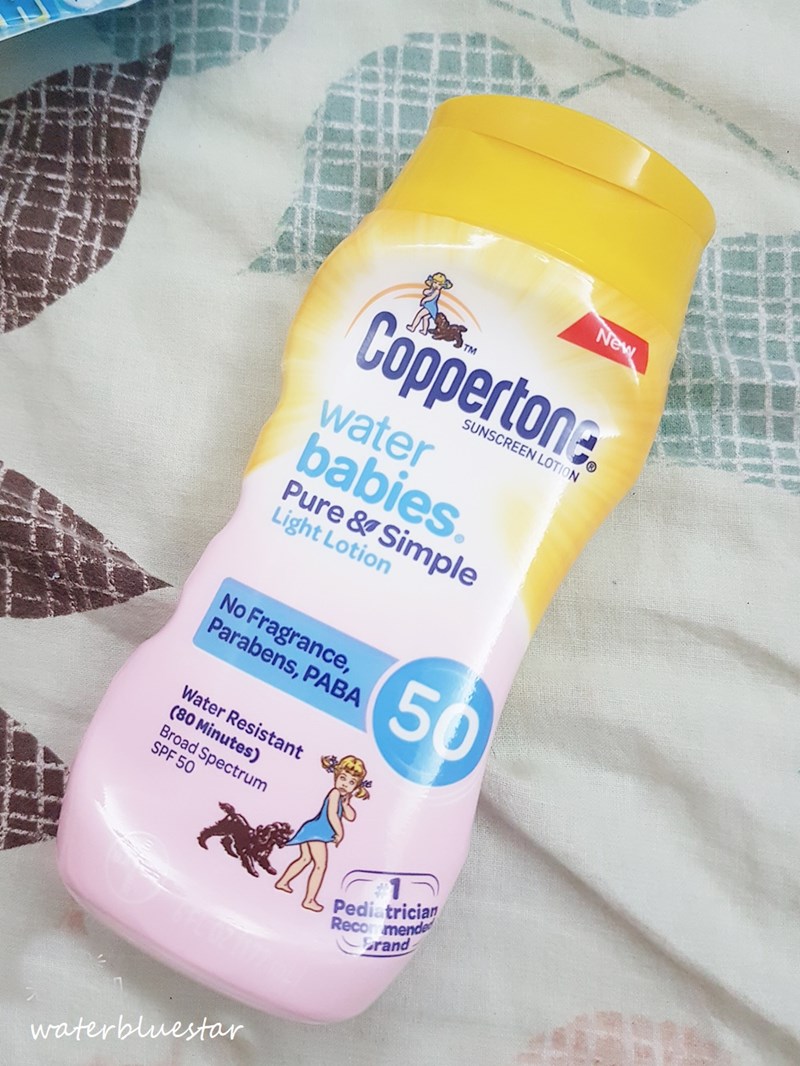 New
Coppertone™®
SUNSCREEN LOTION
water
babies®
Pure & Simple
Light Lotion
No Fragrance,
Parabens, PABA
50
Water Resistant
(80 Minutes)
Broad Spectrum
SPF 50
#1
Pediatrician
Recommended
Brand
waterbluestar